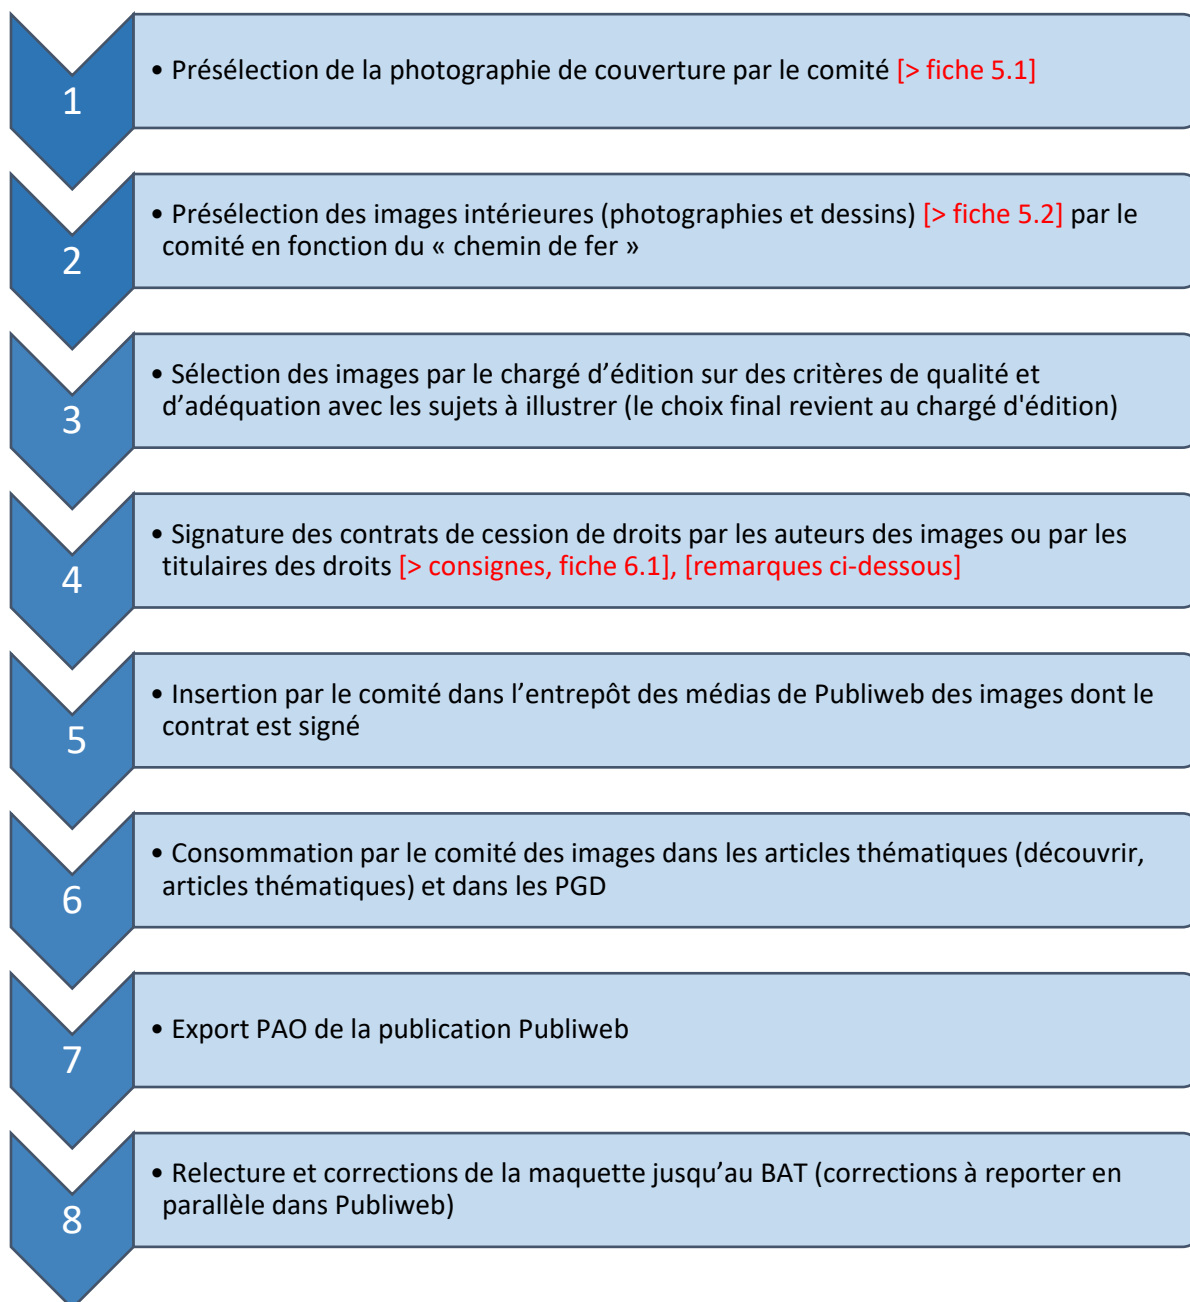 1
• Présélection de la photographie de couverture par le comité [> fiche 5.1]
2
• Présélection des images intérieures (photographies et dessins) [> fiche 5.2] par le
comité en fonction du « chemin de fer »
3
• Sélection des images par le chargé d’édition sur des critères de qualité et
d’adéquation avec les sujets à illustrer (le choix final revient au chargé d'édition)
4
• Signature des contrats de cession de droits par les auteurs des images ou par les
titulaires des droits [> consignes, fiche 6.1], [remarques ci-dessous]
5
• Insertion par le comité dans l’entrepôt des médias de Publiweb des images dont le
contrat est signé
6
• Consommation par le comité des images dans les articles thématiques (découvrir,
articles thématiques) et dans les PGD
7
• Export PAO de la publication Publiweb
8
• Relecture et corrections de la maquette jusqu’au BAT (corrections à reporter en
parallèle dans Publiweb)